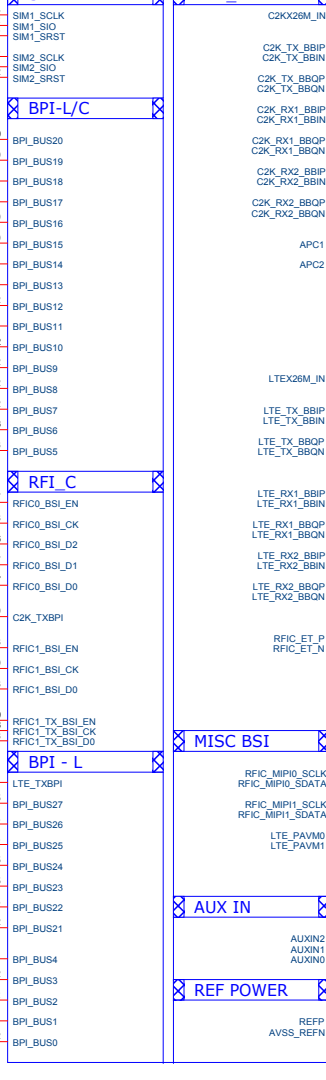 SIM1_SCLK
SIM1_SIO
SIM1_SRST
SIM2_SCLK
SIM2_SIO
SIM2_SRST
BPI-L/C
BPI_BUS20
BPI_BUS19
BPI_BUS18
BPI_BUS17
BPI_BUS16
BPI_BUS15
BPI_BUS14
BPI_BUS13
BPI_BUS12
BPI_BUS11
BPI_BUS10
BPI_BUS9
BPI_BUS8
BPI_BUS7
BPI_BUS6
BPI_BUS5
RFI_C
RFIC0_BSI_EN
RFIC0_BSI_CK
RFIC0_BSI_D2
RFIC0_BSI_D1
RFIC0_BSI_D0
C2K_TXBPI
RFIC1_BSI_EN
RFIC1_BSI_CK
RFIC1_BSI_D0
RFIC1_TX_BSI_EN
RFIC1_TX_BSI_CK
RFIC1_TX_BSI_D0
BPI - L
LTE_TXBPI
BPI_BUS27
BPI_BUS26
BPI_BUS25
BPI_BUS24
BPI_BUS23
BPI_BUS22
BPI_BUS21
BPI_BUS4
BPI_BUS3
BPI_BUS2
BPI_BUS1
BPI_BUS0
C2KX26M_IN
C2K_TX_BBIP
C2K_TX_BBIN
C2K_TX_BBQP
C2K_TX_BBQN
C2K_RX1_BBIP
C2K_RX1_BBIN
C2K_RX1_BBQP
C2K_RX1_BBQN
C2K_RX2_BBIP
C2K_RX2_BBIN
C2K_RX2_BBQP
C2K_RX2_BBQN
APC1
APC2
LTEX26M_IN
LTE_TX_BBIP
LTE_TX_BBIN
LTE_TX_BBQP
LTE_TX_BBQN
LTE_RX1_BBIP
LTE_RX1_BBIN
LTE_RX1_BBQP
LTE_RX1_BBQN
LTE_RX2_BBIP
LTE_RX2_BBIN
LTE_RX2_BBQP
LTE_RX2_BBQN
RFIC_ET_P
RFIC_ET_N
MISC BSI
RFIC_MIPI0_SCLK
RFIC_MIPI0_SDATA
RFIC_MIPI1_SCLK
RFIC_MIPI1_SDATA
LTE_PAVM0
LTE_PAVM1
AUX IN
AUXIN2
AUXIN1
AUXIN0
REF POWER
REFP
AVSS_REFN